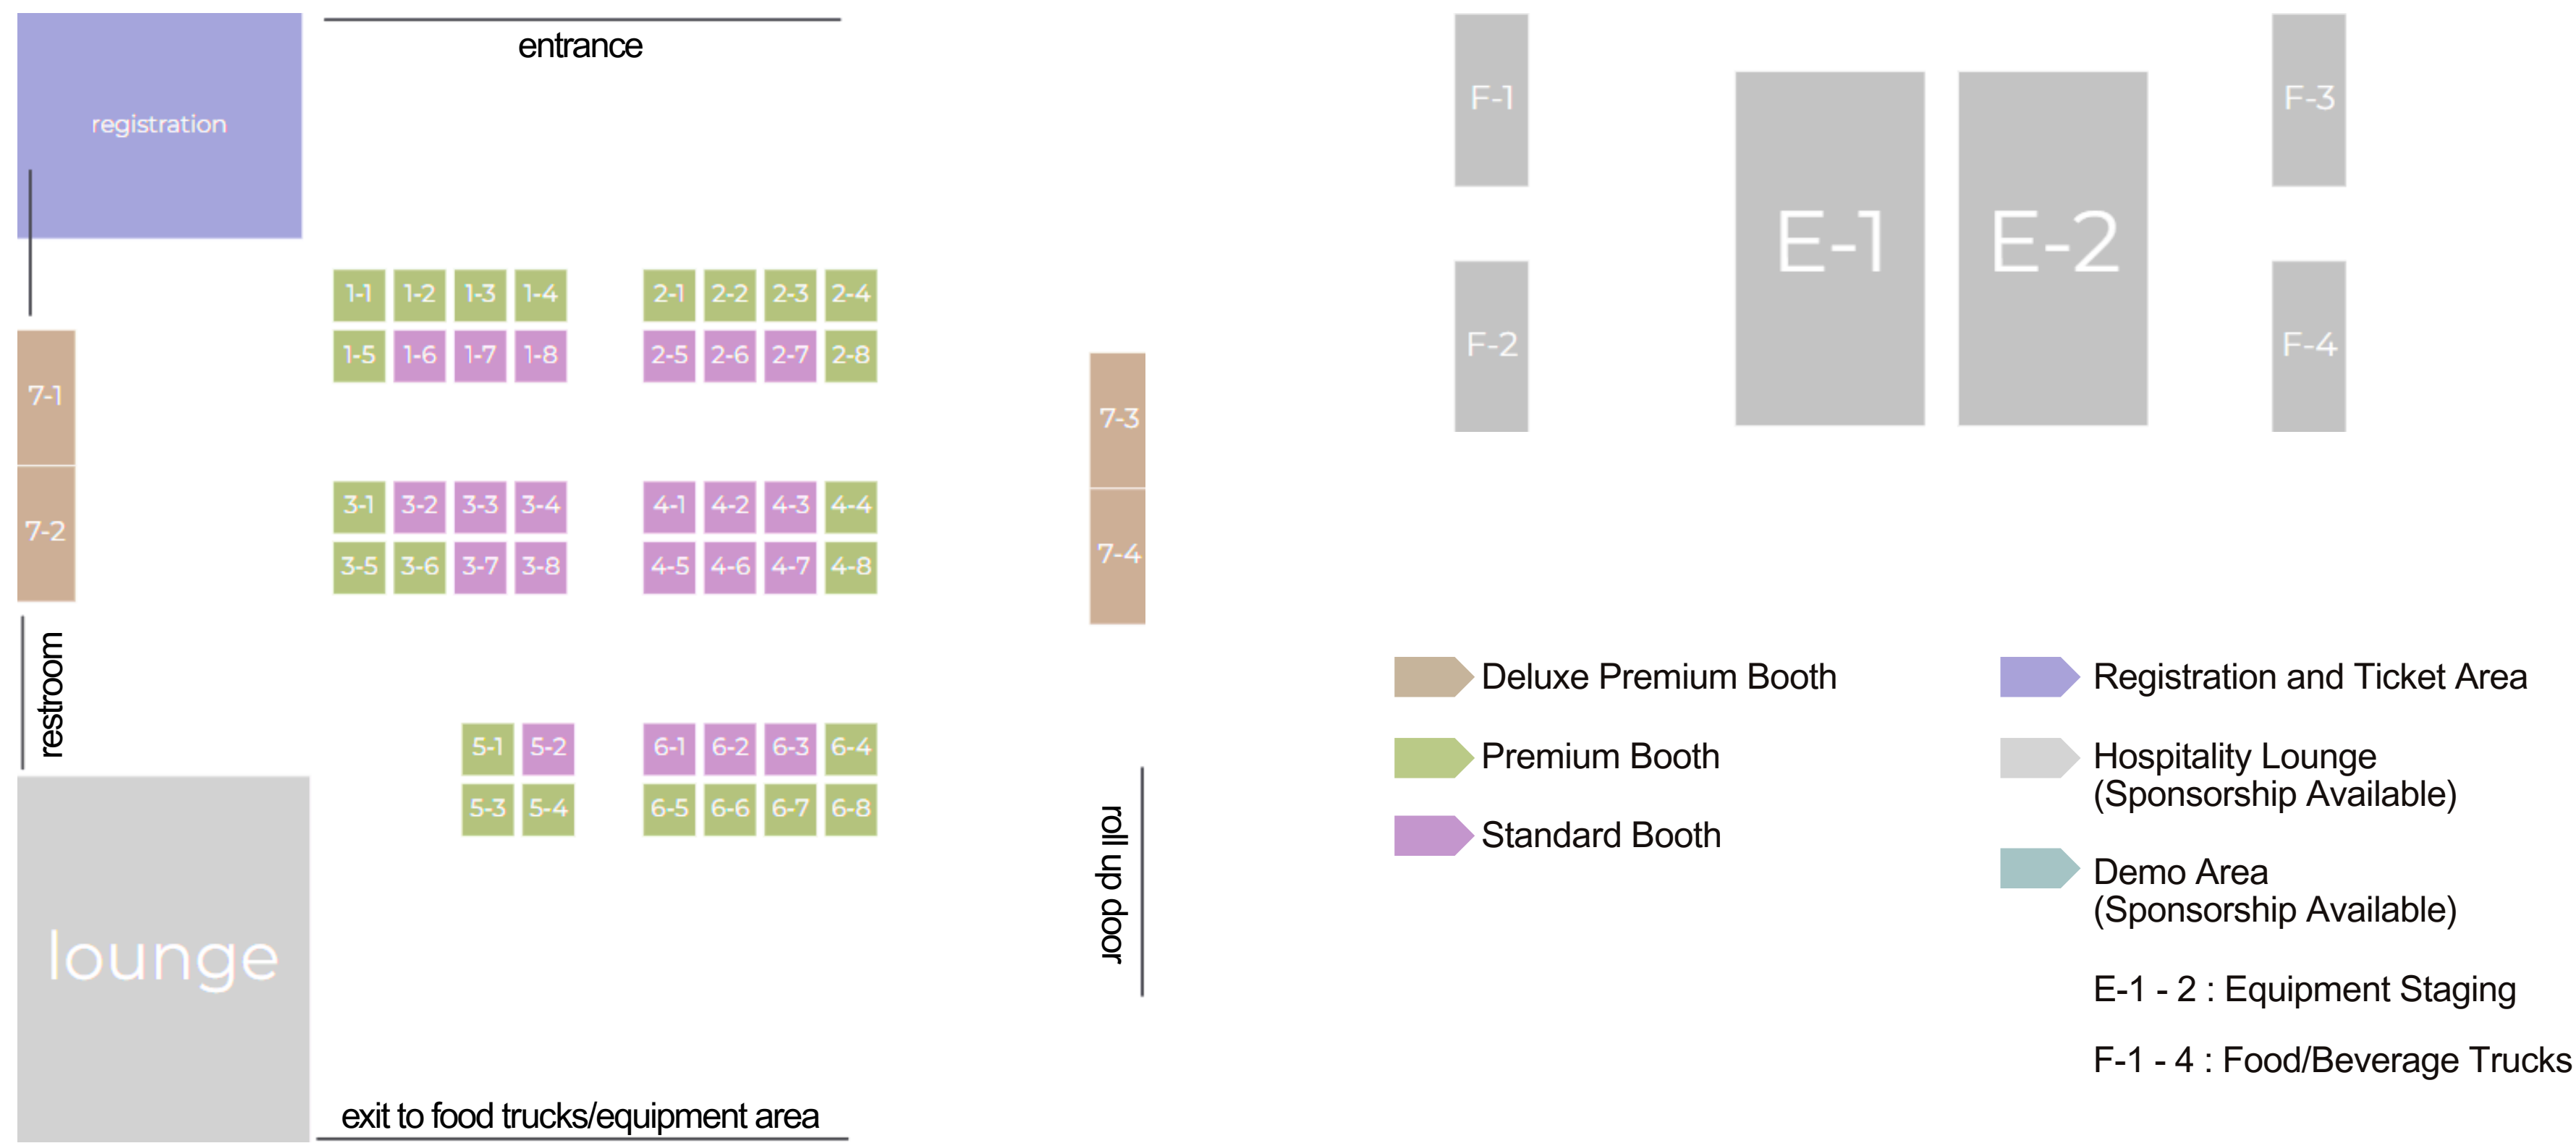 entrance
registration
F-1
F-3
E-1 E-2
F-2
F-4
1-1 1-2 1-3 1-4 2-1 2-2 2-3 2-4
1-5 1-6 1-7 1-8 2-5 2-6 2-7 2-8
7-1
7-2
7-3
7-4
3-1 3-2 3-3 3-4 4-1 4-2 4-3 4-4
3-5 3-6 3-7 3-8 4-5 4-6 4-7 4-8
restroom
5-1 5-2 6-1 6-2 6-3 6-4
5-3 5-4 6-5 6-6 6-7 6-8
roll up door
lounge
exit to food trucks/equipment area
Deluxe Premium Booth
Premium Booth
Standard Booth
Registration and Ticket Area
Hospitality Lounge
(Sponsorship Available)
Demo Area
(Sponsorship Available)
E-1 - 2 : Equipment Staging
F-1 - 4 : Food/Beverage Trucks